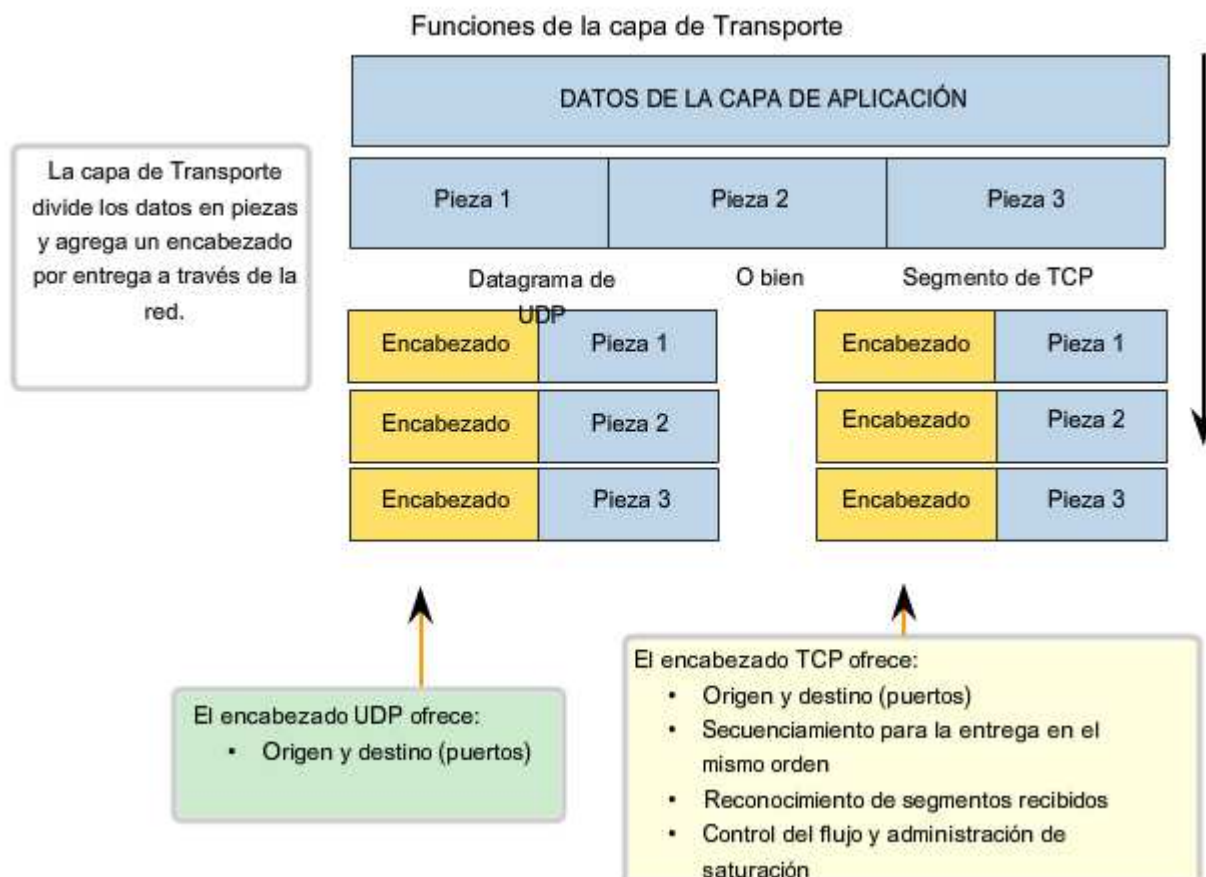 Funciones de la capa de Transporte
DATOS DE LA CAPA DE APLICACIÓN
La capa de Transporte
divide los datos en piezas
y agrega un encabezado
por entrega a través de la
red.
Pieza 1
Pieza 2
Pieza 3
Datagrama de
UDP
O bien
Segmento de TCP
Encabezado
Pieza 1
Encabezado
Pieza 1
Encabezado
Pieza 2
Encabezado
Pieza 2
Encabezado
Pieza 3
Encabezado
Pieza 3
El encabezado UDP ofrece:
• Origen y destino (puertos)
El encabezado TCP ofrece:
• Origen y destino (puertos)
• Secuenciamiento para la entrega en el
mismo orden
• Reconocimiento de segmentos recibidos
• Control del flujo y administración de
saturación